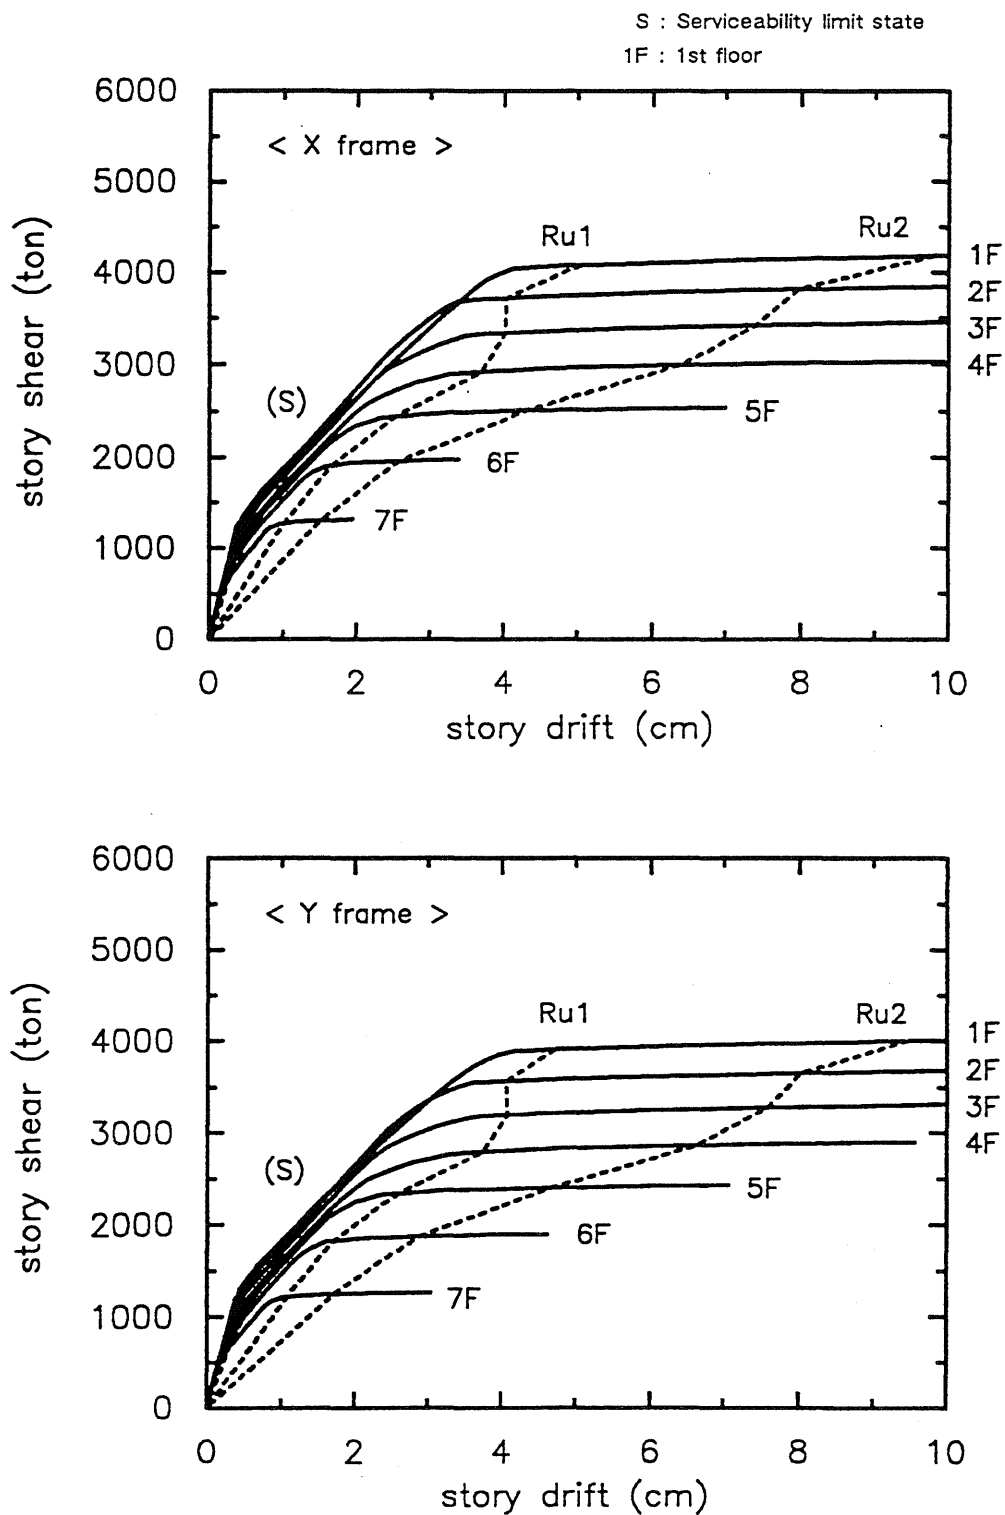 S : Serviceability limit state
1F : 1st floor
6000
< X frame >
5000
Ru1
Ru2
4000
1F
2F
3F
3000
4F
(S)
5F
2000
6F
7F
1000
0
story shear (ton)
0 2 4 6 8 10
story drift (cm)
6000
< Y frame >
5000
Ru1
Ru2
4000
1F
2F
3F
3000
4F
(S)
5F
2000
6F
7F
1000
0
story shear (ton)
0 2 4 6 8 10
story drift (cm)